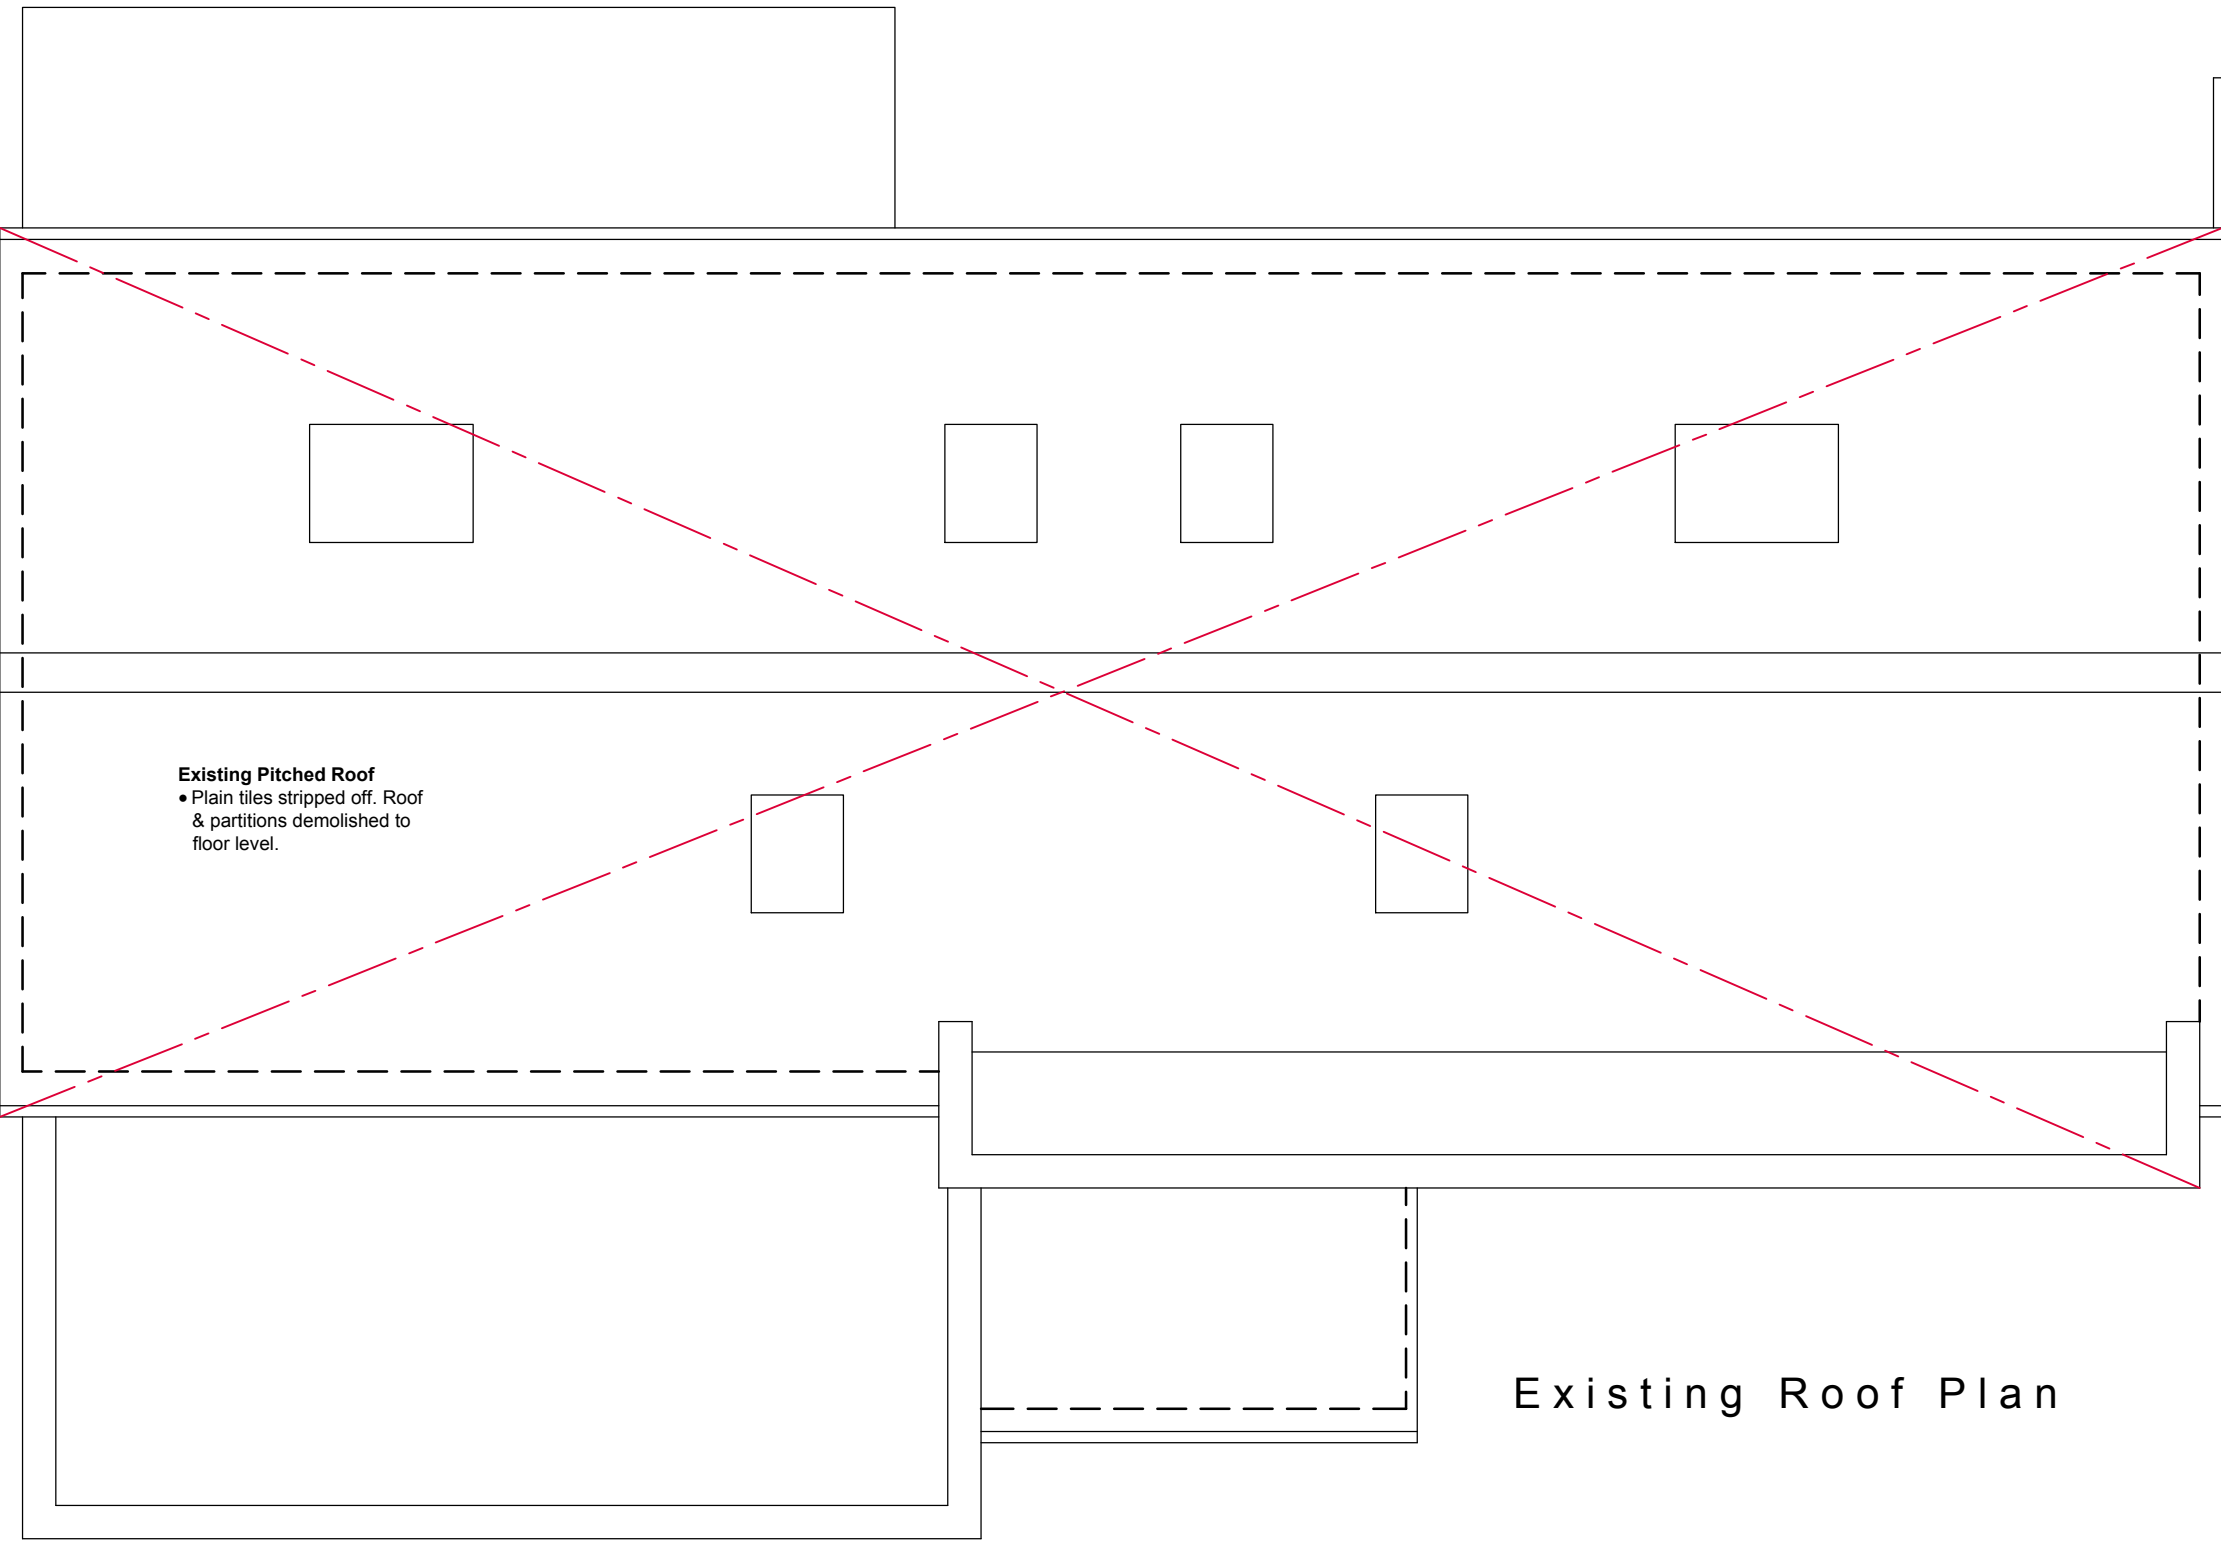 Existing Pitched Roof
• Plain tiles stripped off. Roof
& partitions demolished to
floor level.
Existing Roof Plan